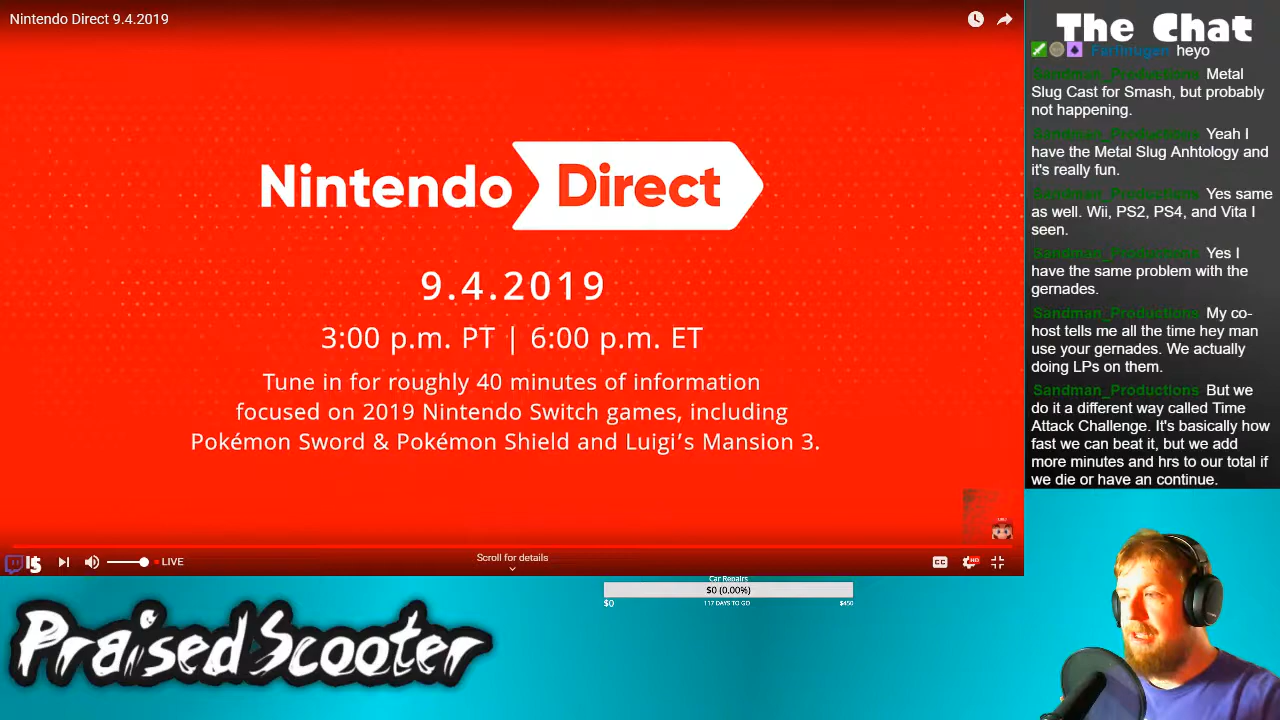 Nintendo Direct 9.4.2019
Nintendo Direct
9.4.2019
3:00 p.m. PT | 6:00 p.m. ET
Tune in for roughly 40 minutes of information
focused on 2019 Nintendo Switch games, including
Pokémon Sword & Pokémon Shield and Luigi's Mansion 3.
LIVE
Scroll for details
HD
The Chat
Farfinugen heyo
Sandman_Productions Metal
Slug Cast for Smash, but probably
not happening.
Sandman_Productions Yeah I
have the Metal Slug Anhtology and
it's really fun.
Sandman_Productions Yes same
as well. Wii, PS2, PS4, and Vita I
seen.
Sandman_Productions Yes I
have the same problem with the
gernades.
Sandman_Productions My co-
host tells me all the time hey man
use your gernades. We actually
doing LPs on them.
Sandman_Productions But we
do it a different way called Time
Attack Challenge. It's basically how
fast we can beat it, but we add
more minutes and hrs to our total if
we die or have an continue.
Car Repairs
$0 (0.00%)
$0 117 DAYS TO GO $450
Praised Scooter